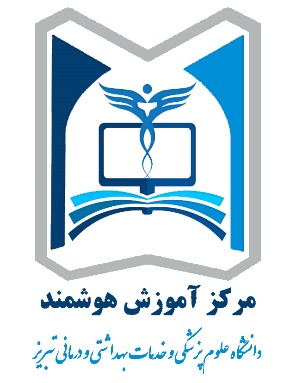 مرکز آموزش هوشمند
دانشگاه علوم پزشکی و خدمات بهداشتی و درمانی تبریز